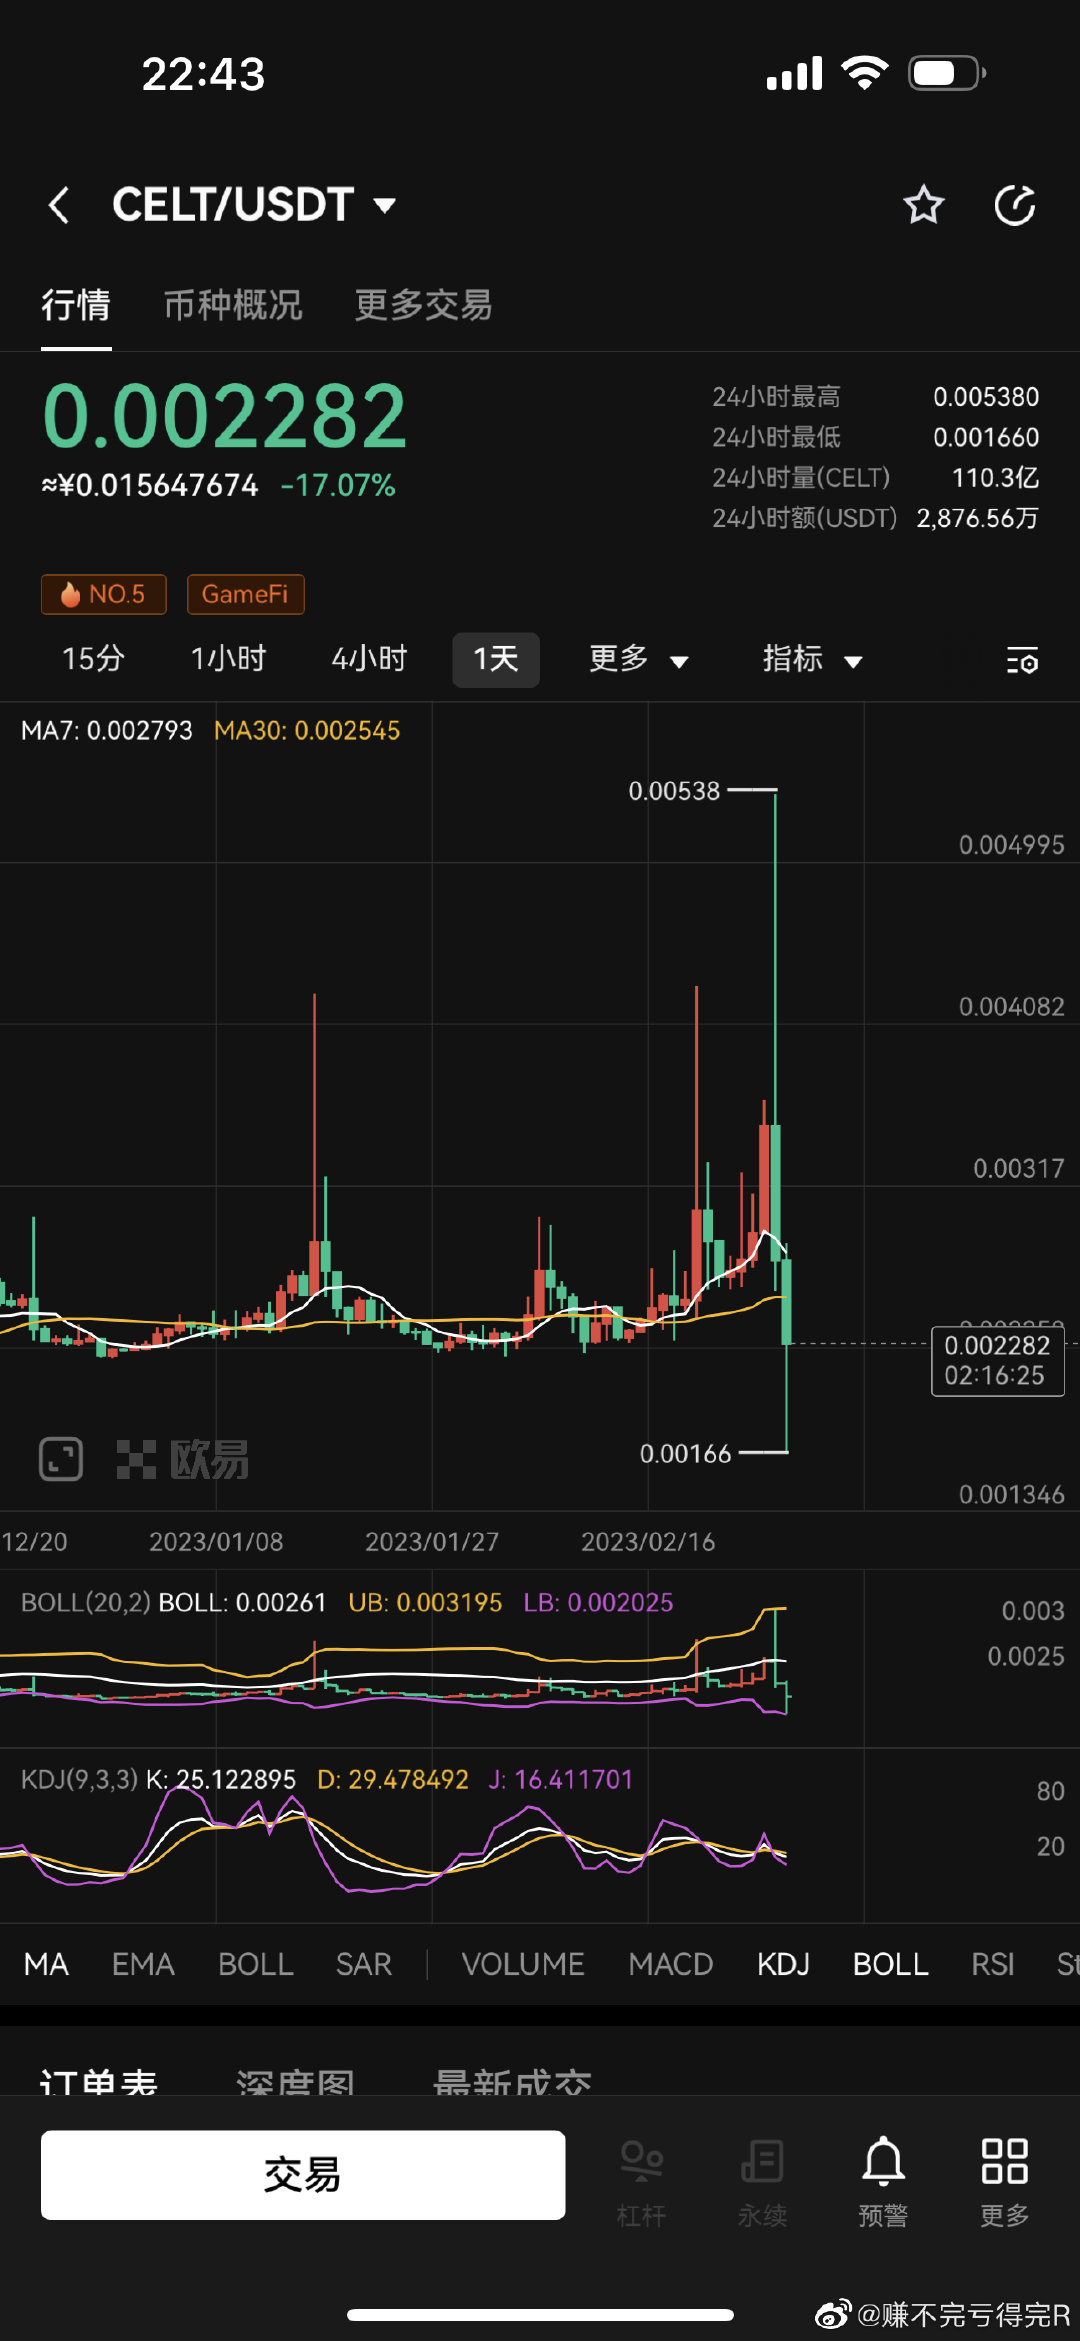 22:43
CELT/USDT
行情 币种概况 更多交易
0.002282
≈¥0.015647674 -17.07%
24小时最高 0.005380
24小时最低 0.001660
24小时量(CELT) 110.3亿
24小时额(USDT) 2,876.56万
NO.5 GameFi
15分 1小时 4小时 1天 更多 指标
MA7: 0.002793 MA30: 0.002545
0.00538
0.004995
0.004082
0.00317
0.002282
02:16:25
0.00166
欧易
0.001346
12/20 2023/01/08 2023/01/27 2023/02/16
BOLL(20,2) BOLL: 0.00261 UB: 0.003195 LB: 0.002025
0.003
0.0025
KDJ(9,3,3) K: 25.122895 D: 29.478492 J: 16.411701
80
20
MA EMA BOLL SAR VOLUME MACD KDJ BOLL RSI St
订单表 深度图 最新成交
交易
杠杆 永续 预警 更多
@赚不完亏得完R